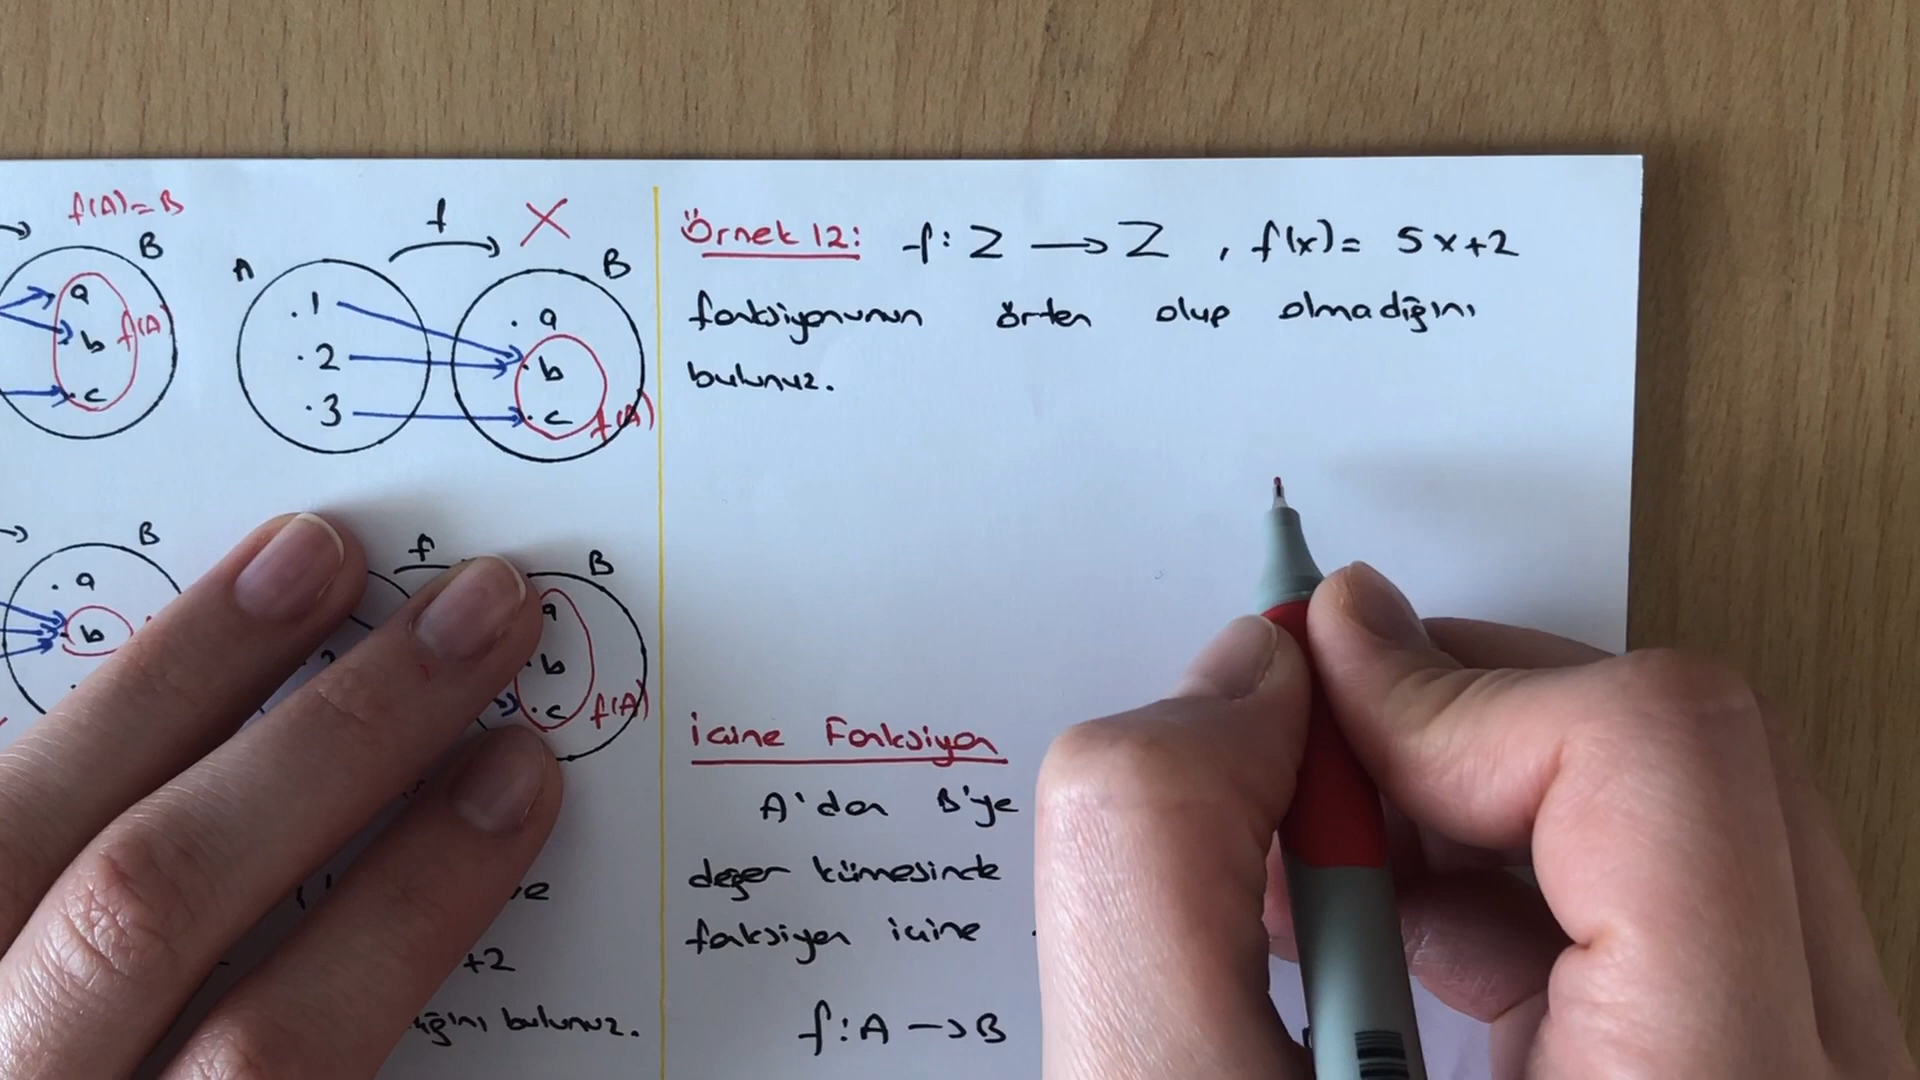 f(A)=B
B
a
b
c
f(A)
f
X
A
B
.1
.2
.3
.a
.b
.c
f(A)
B
.a
b
f
B
a
.b
.c
f(A)
+2
bulunuz.
Örnek 12: f: Z → Z , f(x)= 5x+2
fonksiyonunun örten olup olmadığını
bulunuz.
içine Fonksiyon
A'dan B'ye
değer kümesinde
fonksiyon içine
f: A → B